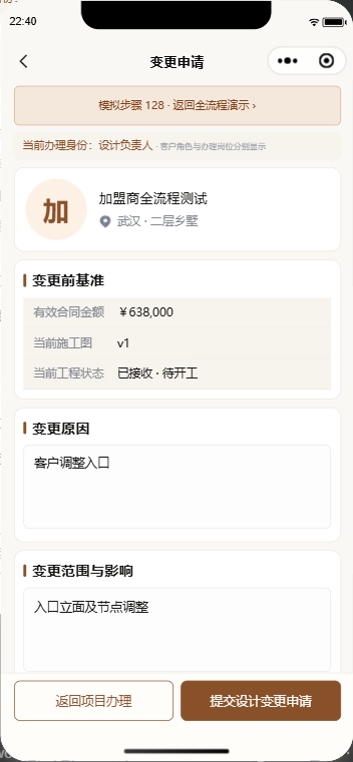 22:40
变更申请
模拟步骤 128 · 返回全流程演示 ›
当前办理身份：设计负责人 · 客户角色与办理岗位分别显示
加
加盟商全流程测试
武汉 · 二层乡墅
变更前基准
有效合同金额 ￥638,000
当前施工图 v1
当前工程状态 已接收 · 待开工
变更原因
客户调整入口
变更范围与影响
入口立面及节点调整
返回项目办理
提交设计变更申请